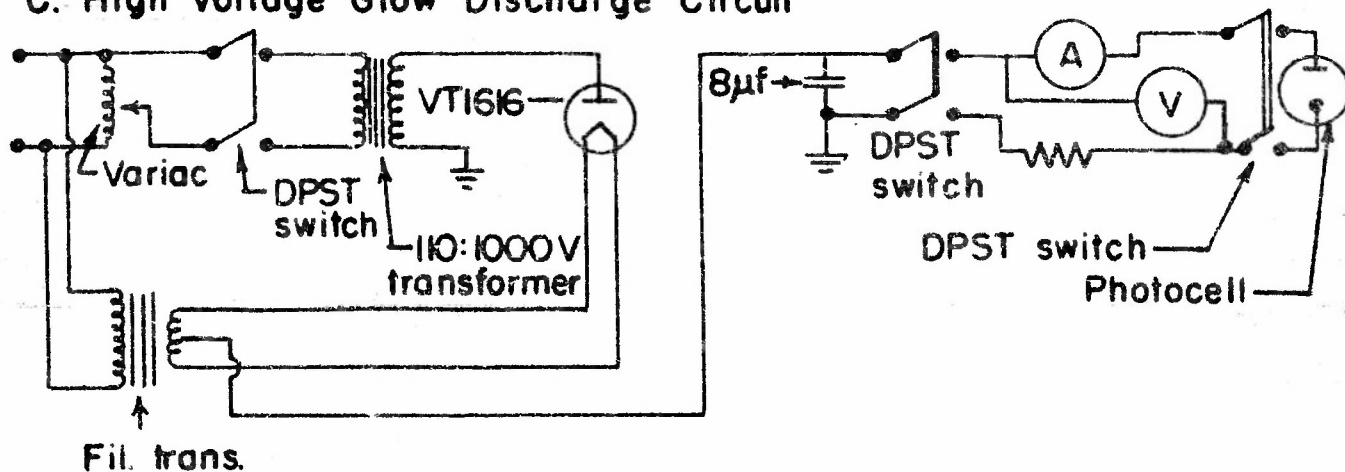 C. High Voltage Glow Discharge Circuit
A
V
8μf
VT1616
DPST
switch
Variac
DPST
switch
110:1000V
transformer
DPST switch
Photocell
Fil. trans.